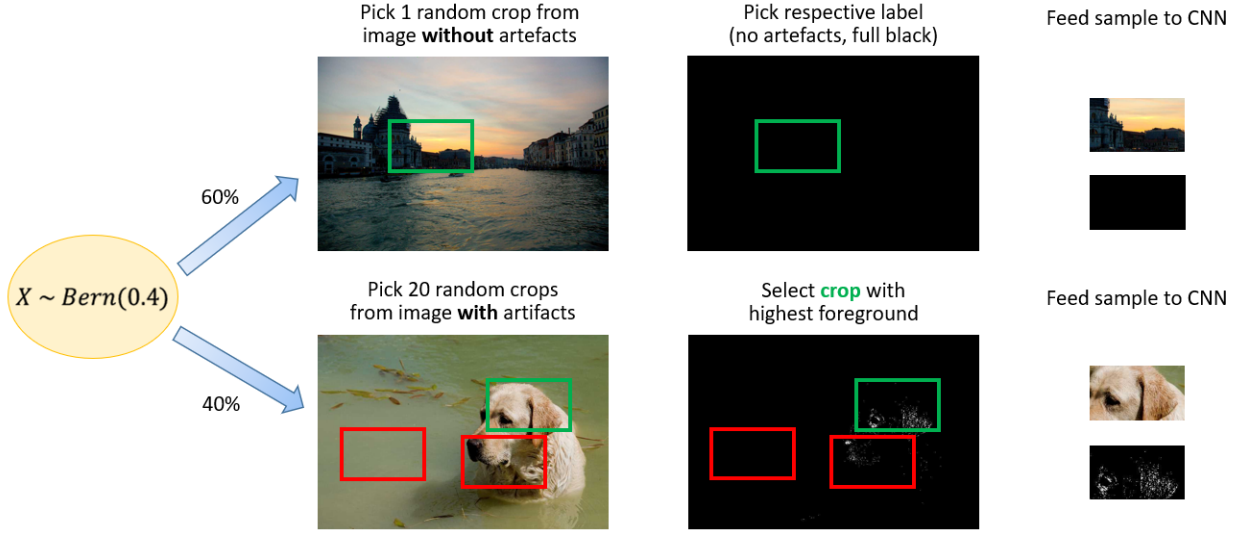 Pick 1 random crop from
image without artefacts
Pick respective label
(no artefacts, full black)
Feed sample to CNN
60%
X ~ Bern(0.4)
40%
Pick 20 random crops
from image with artifacts
Select crop with
highest foreground
Feed sample to CNN